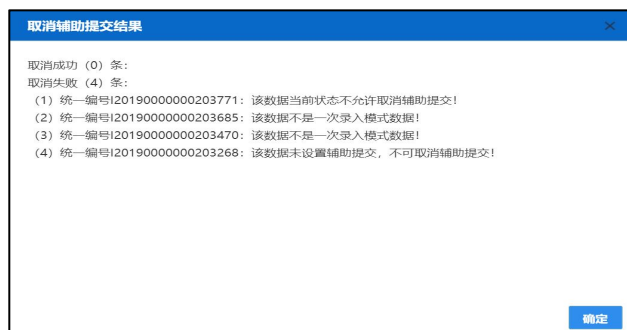 取消辅助提交结果
取消成功（0）条：
取消失败（4）条：
（1）统一编号I20190000000203771：该数据当前状态不允许取消辅助提交！
（2）统一编号I20190000000203685：该数据不是一次录入模式数据！
（3）统一编号I20190000000203470：该数据不是一次录入模式数据！
（4）统一编号I20190000000203268：该数据未设置辅助提交，不可取消辅助提交！
确定